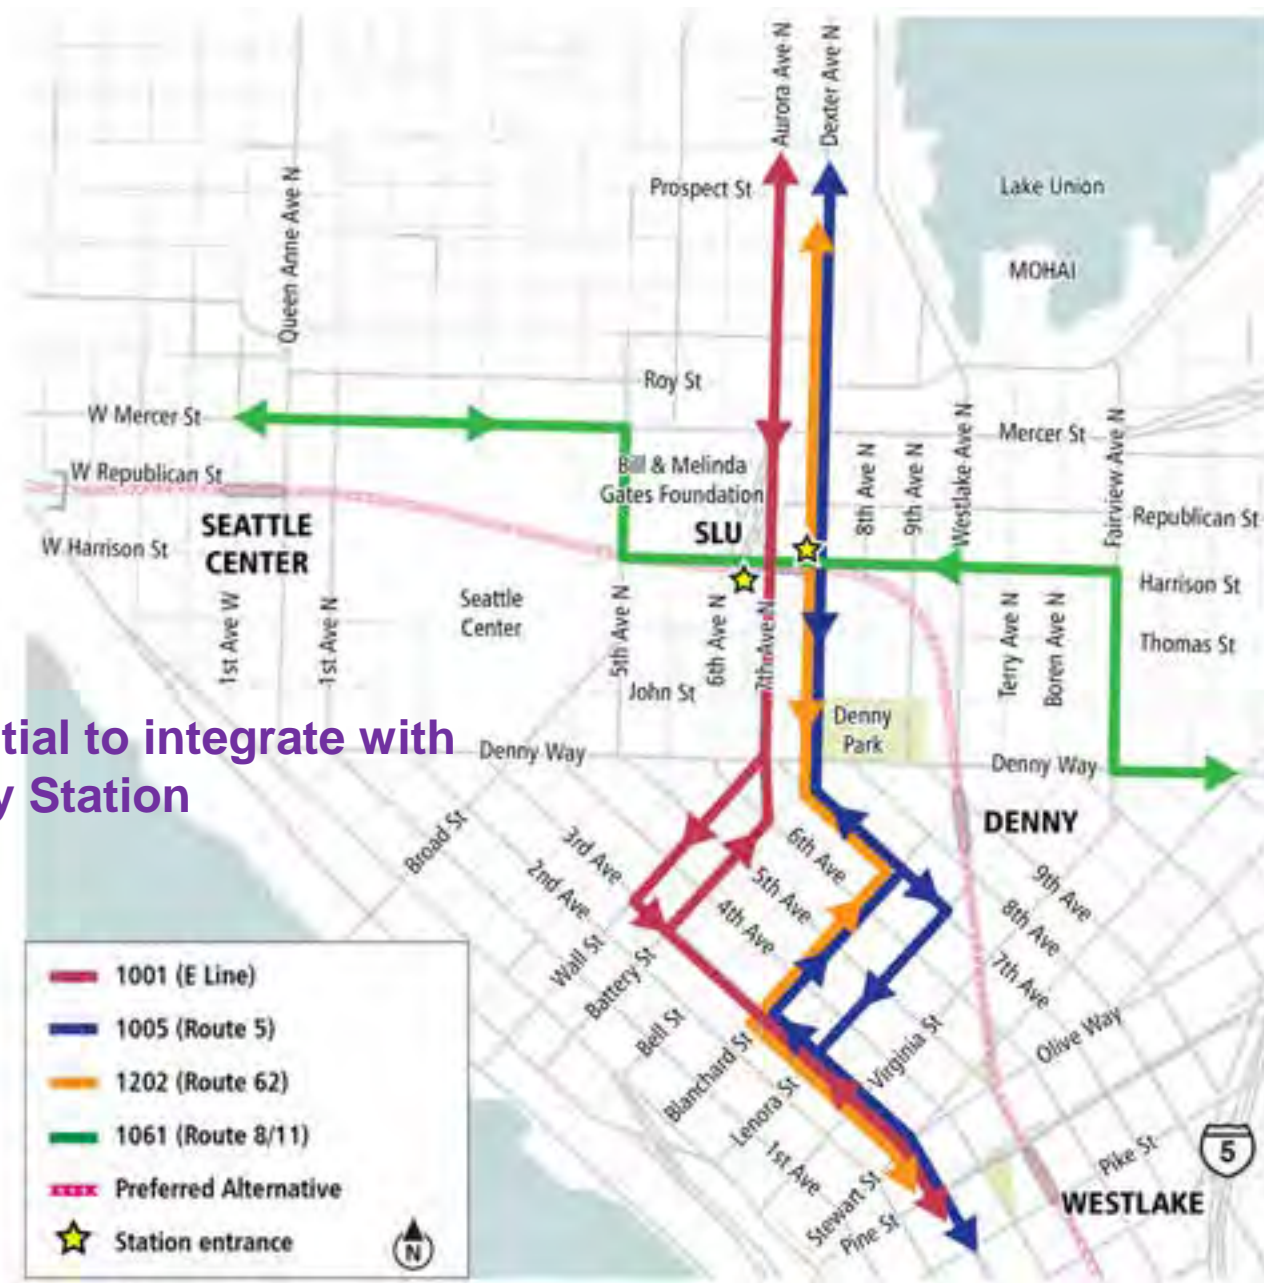 Aurora Ave N
Dexter Ave N
Prospect St
Lake Union
MOHAI
Queen Anne Ave N
Roy St
W Mercer St
Mercer St
Westlake Ave N
Fairview Ave N
W Republican St
Bill & Melinda
Gates Foundation
8th Ave N
9th Ave N
Republican St
SEATTLE
CENTER
SLU
W Harrison St
Harrison St
Seattle
Center
1st Ave W
1st Ave N
5th Ave N
6th Ave N
7th Ave N
Terry Ave N
Boren Ave N
Thomas St
John St
Denny
Park
tial to integrate with
y Station
Denny Way
Denny Way
DENNY
Broad St
3rd Ave
2nd Ave
6th Ave
5th Ave
4th Ave
9th Ave
8th Ave
7th Ave
Wall St
Battery St
Bell St
Blanchard St
Lenora St
Virginia St
Olive Way
1st Ave
Stewart St
Pine St
Pike St
5
WESTLAKE
1001 (E Line)
1005 (Route 5)
1202 (Route 62)
1061 (Route 8/11)
Preferred Alternative
Station entrance
N